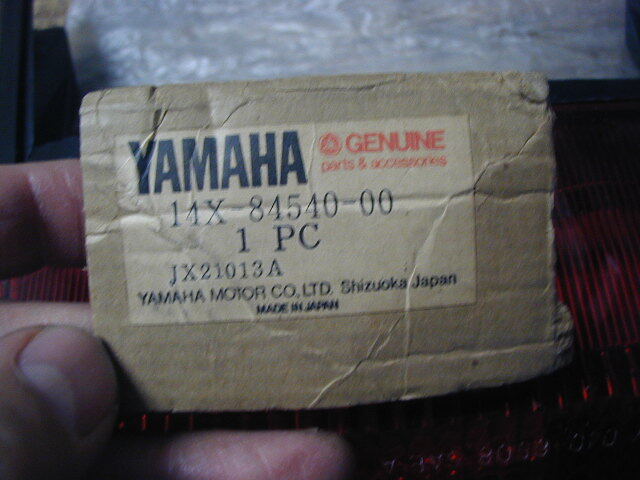 YAMAHA GENUINE
parts & accessories
14X-84540-00
1 PC
JX21013A
YAMAHA MOTOR CO., LTD. Shizuoka Japan
MADE IN JAPAN